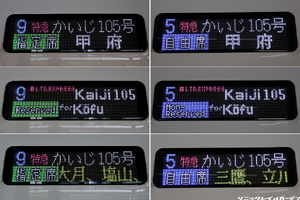 9 特急 かいじ105号
指定席 甲府
5 特急 かいじ105号
自由席 甲府
9 LTD.EXPRESS Kaiji 105
Reserved for Kōfu
5 LTD.EXPRESS Kaiji 105
Non-Reserved for Kōfu
9 特急 かいじ105号
指定席 大月、塩山、
5 特急 かいじ105号
自由席 三鷹、立川